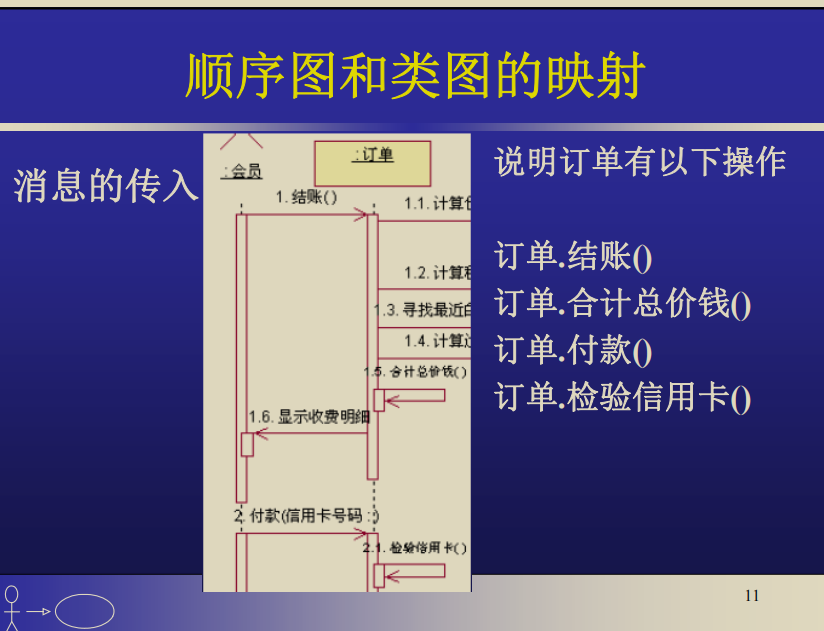 顺序图和类图的映射
消息的传入
:会员
:订单
1. 结账()
1.1. 计算
1.2. 计算
1.3. 寻找最近
1.4. 计算
1.5. 合计总价钱()
1.6. 显示收费明细
2. 付款(信用卡号码 : )
2.1. 检验信用卡()
说明订单有以下操作
订单.结账()
订单.合计总价钱()
订单.付款()
订单.检验信用卡()
11